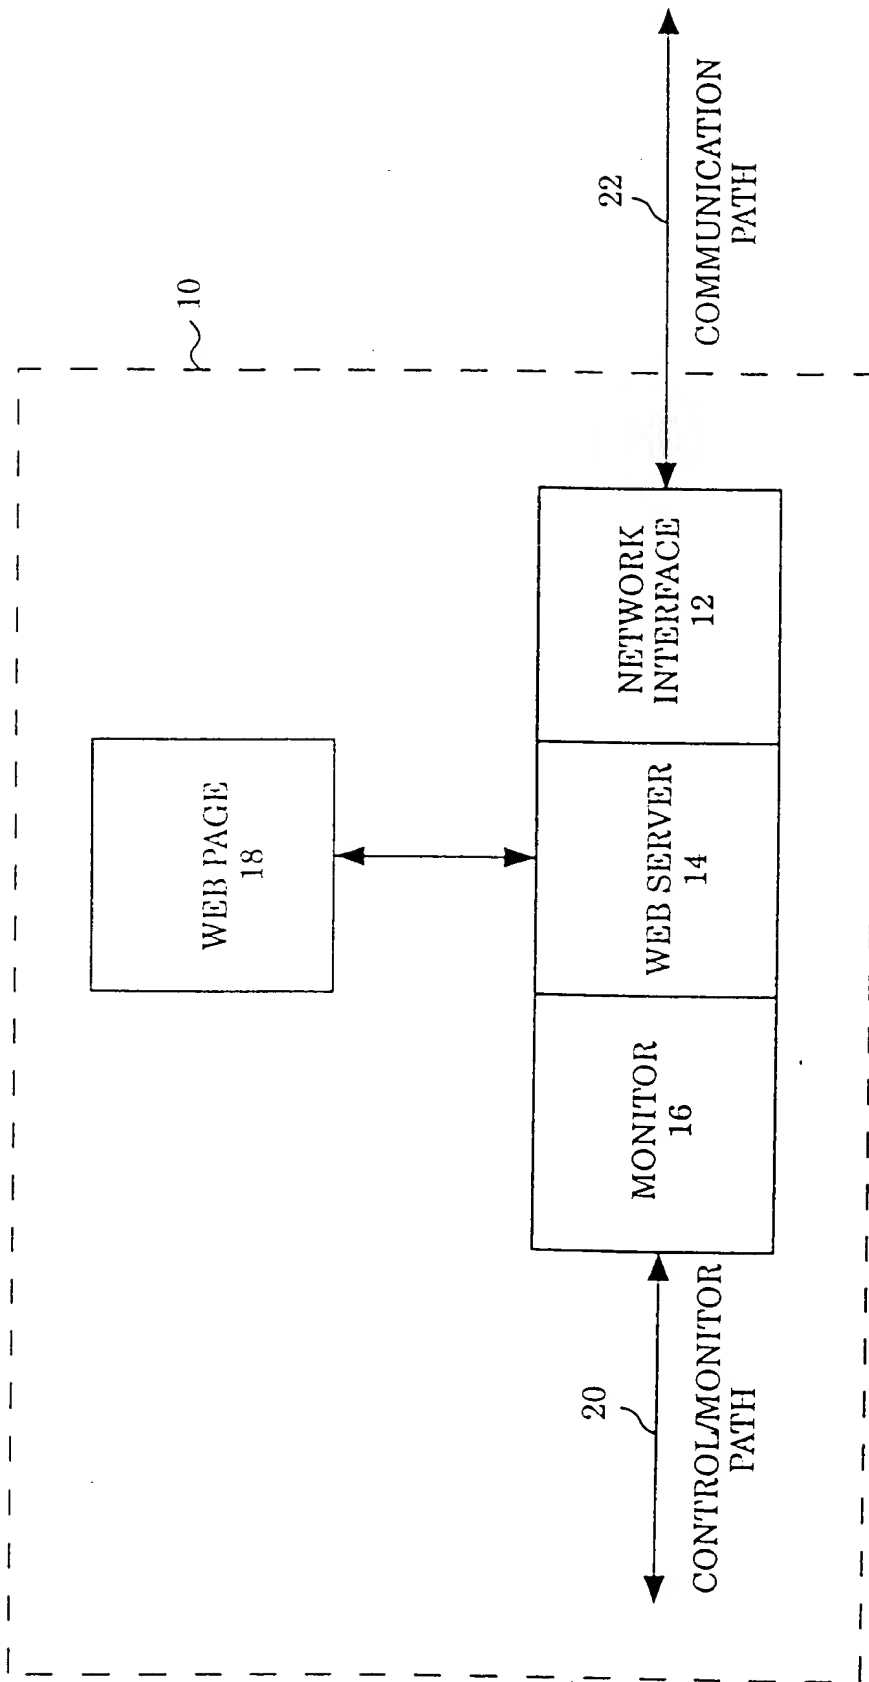 10
WEB PAGE
18
MONITOR
16
WEB SERVER
14
NETWORK
INTERFACE
12
20
CONTROL/MONITOR
PATH
22
COMMUNICATION
PATH